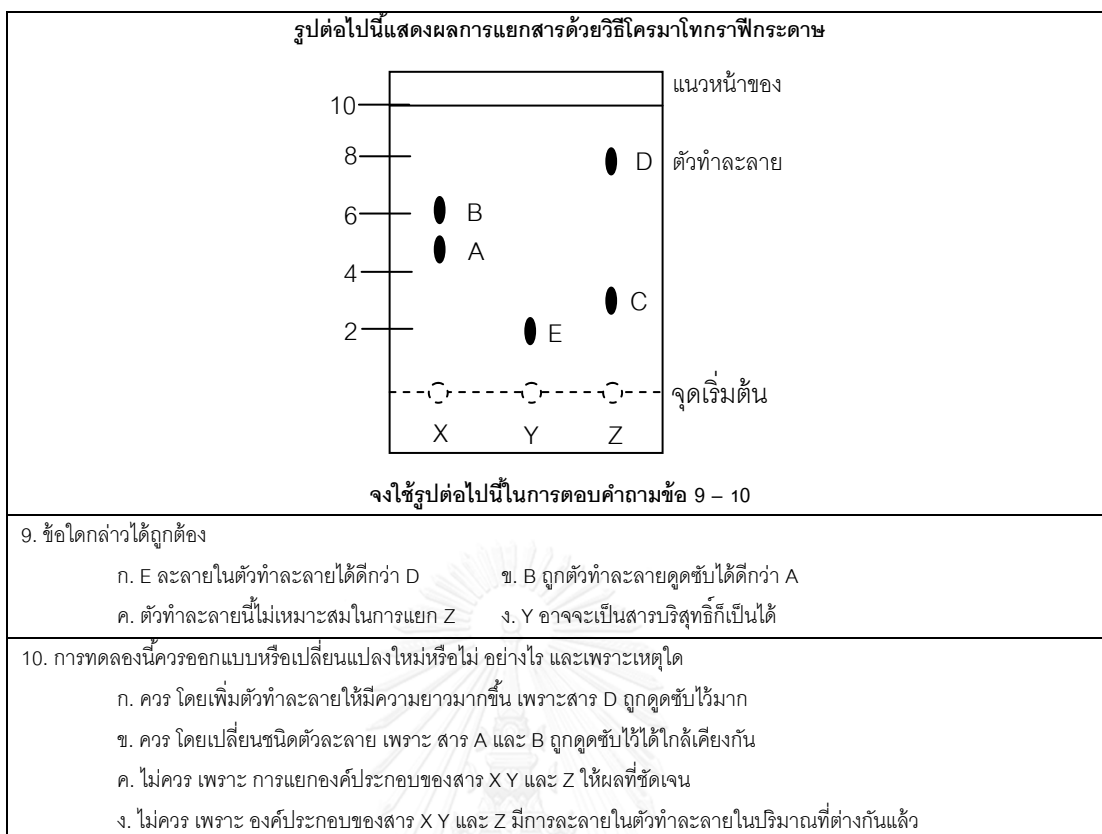 รูปต่อไปนี้แสดงผลการแยกสารด้วยวิธีโครมาโทกราฟีกระดาษ
แนวหน้าของ
10
8
D
ตัวทำละลาย
6
B
A
4
C
2
E
จุดเริ่มต้น
X Y Z
จงใช้รูปต่อไปนี้ในการตอบคำถามข้อ 9 – 10
9. ข้อใดกล่าวได้ถูกต้อง
ก. E ละลายในตัวทำละลายได้ดีกว่า D ข. B ถูกตัวทำละลายดูดซับได้ดีกว่า A
ค. ตัวทำละลายนี้ไม่เหมาะสมในการแยก Z ง. Y อาจจะเป็นสารบริสุทธิ์ก็เป็นได้
10. การทดลองนี้ควรออกแบบหรือเปลี่ยนแปลงใหม่หรือไม่ อย่างไร และเพราะเหตุใด
ก. ควร โดยเพิ่มตัวทำละลายให้มีความยาวมากขึ้น เพราะสาร D ถูกดูดซับไว้มาก
ข. ควร โดยเปลี่ยนชนิดตัวละลาย เพราะ สาร A และ B ถูกดูดซับไว้ได้ใกล้เคียงกัน
ค. ไม่ควร เพราะ การแยกองค์ประกอบของสาร X Y และ Z ให้ผลที่ชัดเจน
ง. ไม่ควร เพราะ องค์ประกอบของสาร X Y และ Z มีการละลายในตัวทำละลายในปริมาณที่ต่างกันแล้ว